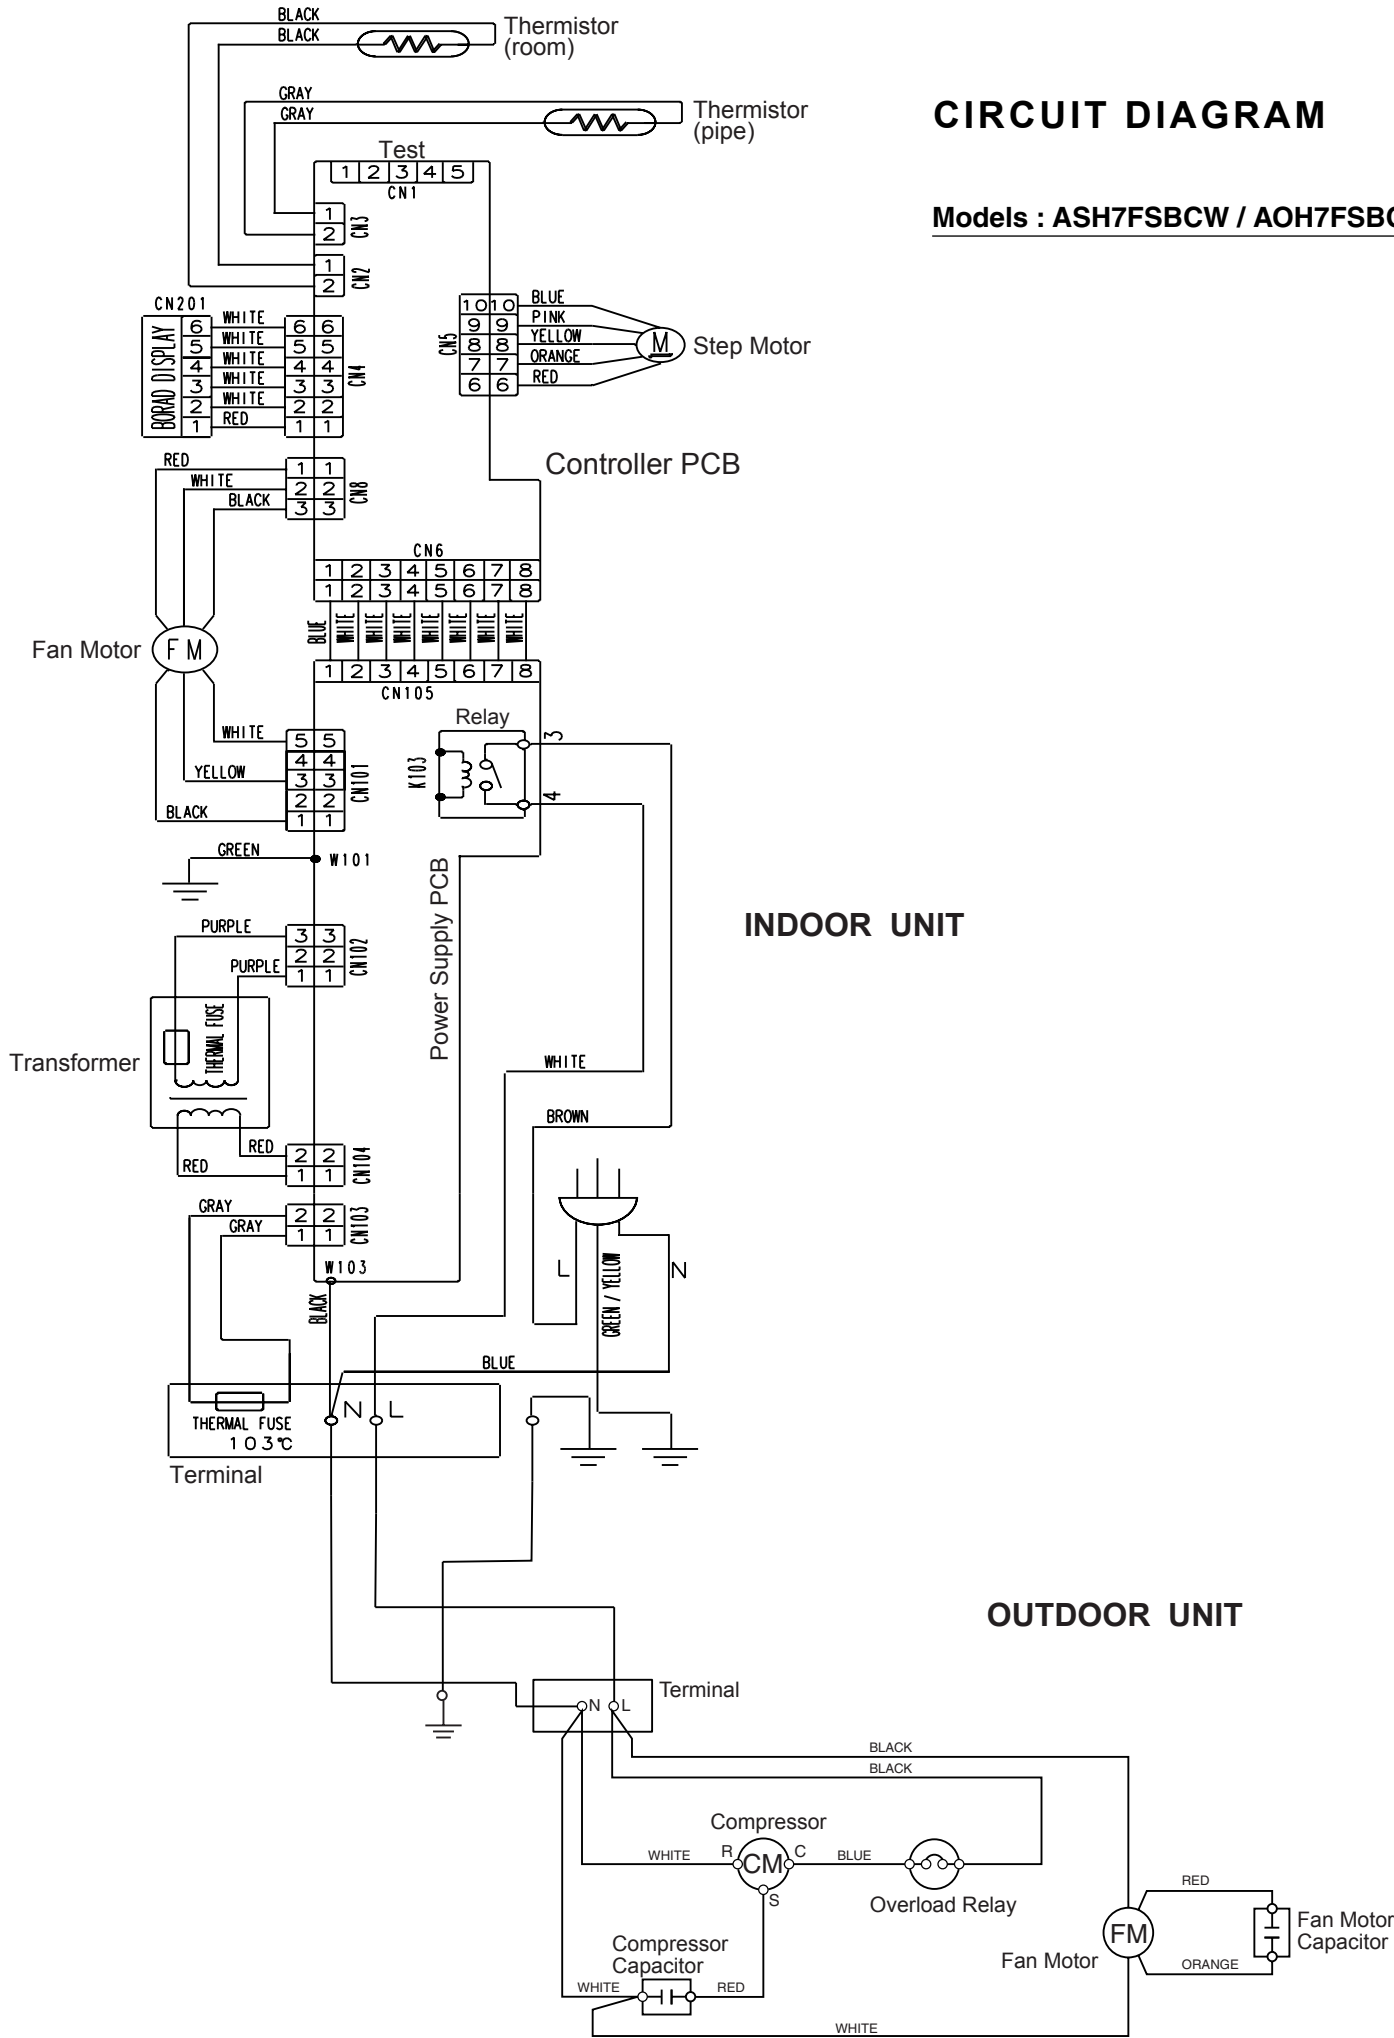 BLACK
BLACK
Thermistor
(room)
GRAY
GRAY
Thermistor
(pipe)
CIRCUIT DIAGRAM
Models : ASH7FSBCW / AOH7FSB
Test
1 2 3 4 5
CN1
1
2
CN3
1
2
CN2
CN201
BORAD DISPLAY
6 WHITE 6 6
5 WHITE 5 5
4 WHITE 4 4
3 WHITE 3 3
2 WHITE 2 2
1 RED 1 1
CN4
CN5
10 10 BLUE
9 9 PINK
8 8 YELLOW
7 7 ORANGE
6 6 RED
M
Step Motor
Controller PCB
RED 1 1
WHITE 2 2
BLACK 3 3
CN8
CN6
1 2 3 4 5 6 7 8
1 2 3 4 5 6 7 8
BLUE WHITE WHITE WHITE WHITE WHITE WHITE WHITE
1 2 3 4 5 6 7 8
CN105
Fan Motor
FM
WHITE 5 5
4 4
YELLOW 3 3
2 2
BLACK 1 1
CN101
Relay
K103
3
4
GREEN
W101
Power Supply PCB
INDOOR UNIT
PURPLE 3 3
2 2
PURPLE 1 1
CN102
Transformer
THERMAL FUSE
WHITE
BROWN
RED 2 2
RED 1 1
CN104
GRAY 2 2
GRAY 1 1
CN103
W103
BLACK
L
GREEN / YELLOW
N
BLUE
THERMAL FUSE
103°C
N L
Terminal
OUTDOOR UNIT
Terminal
N L
BLACK
BLACK
Compressor
WHITE R CM C BLUE
S
Overload Relay
RED
FM
Fan Motor
Fan Motor
Capacitor
ORANGE
Compressor
Capacitor
WHITE RED
WHITE